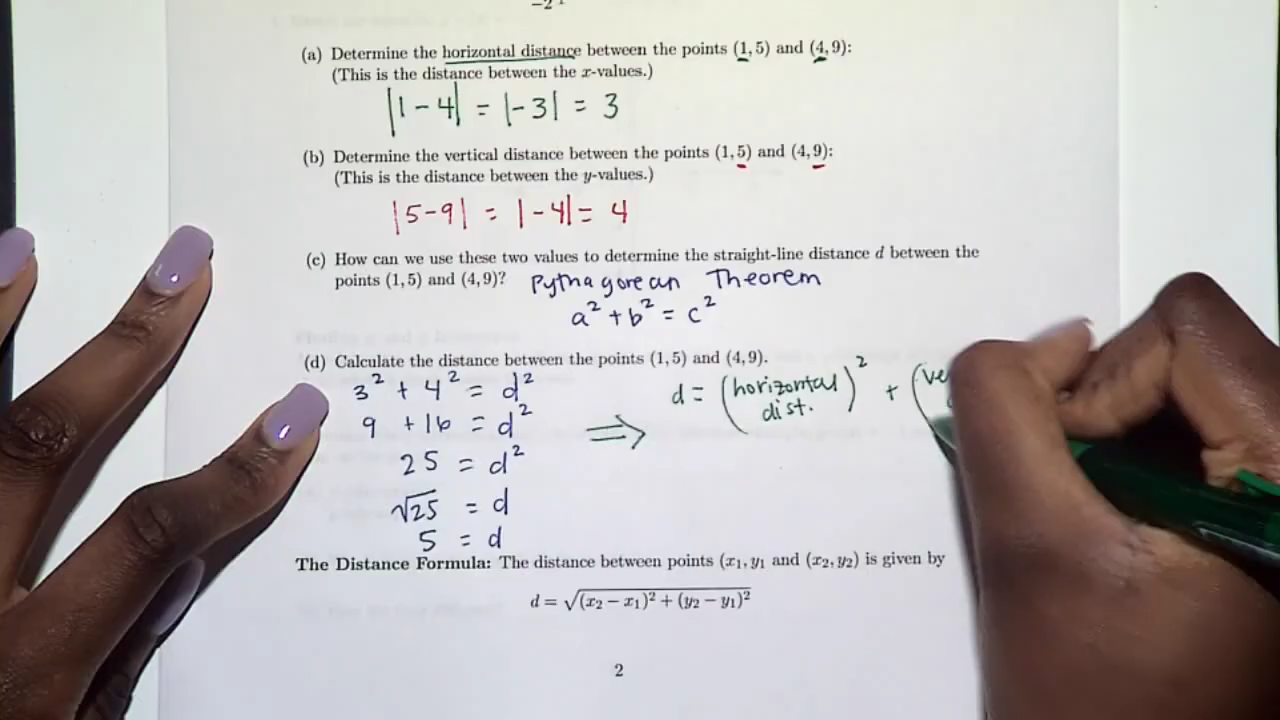 -2
(a) Determine the horizontal distance between the points (1, 5) and (4, 9):
(This is the distance between the x-values.)
|1 - 4| = |-3| = 3
(b) Determine the vertical distance between the points (1, 5) and (4, 9):
(This is the distance between the y-values.)
|5-9| = |-4| = 4
(c) How can we use these two values to determine the straight-line distance d between the
points (1, 5) and (4, 9)? Pythagorean Theorem
a² + b² = c²
(d) Calculate the distance between the points (1, 5) and (4, 9).
3² + 4² = d²
9 + 16 = d²
25 = d²
√25 = d
5 = d
⇒ d = (horizontal dist.)² + (ve
The Distance Formula: The distance between points (x₁, y₁ and (x₂, y₂) is given by
d = √(x₂ − x₁)² + (y₂ − y₁)²
2